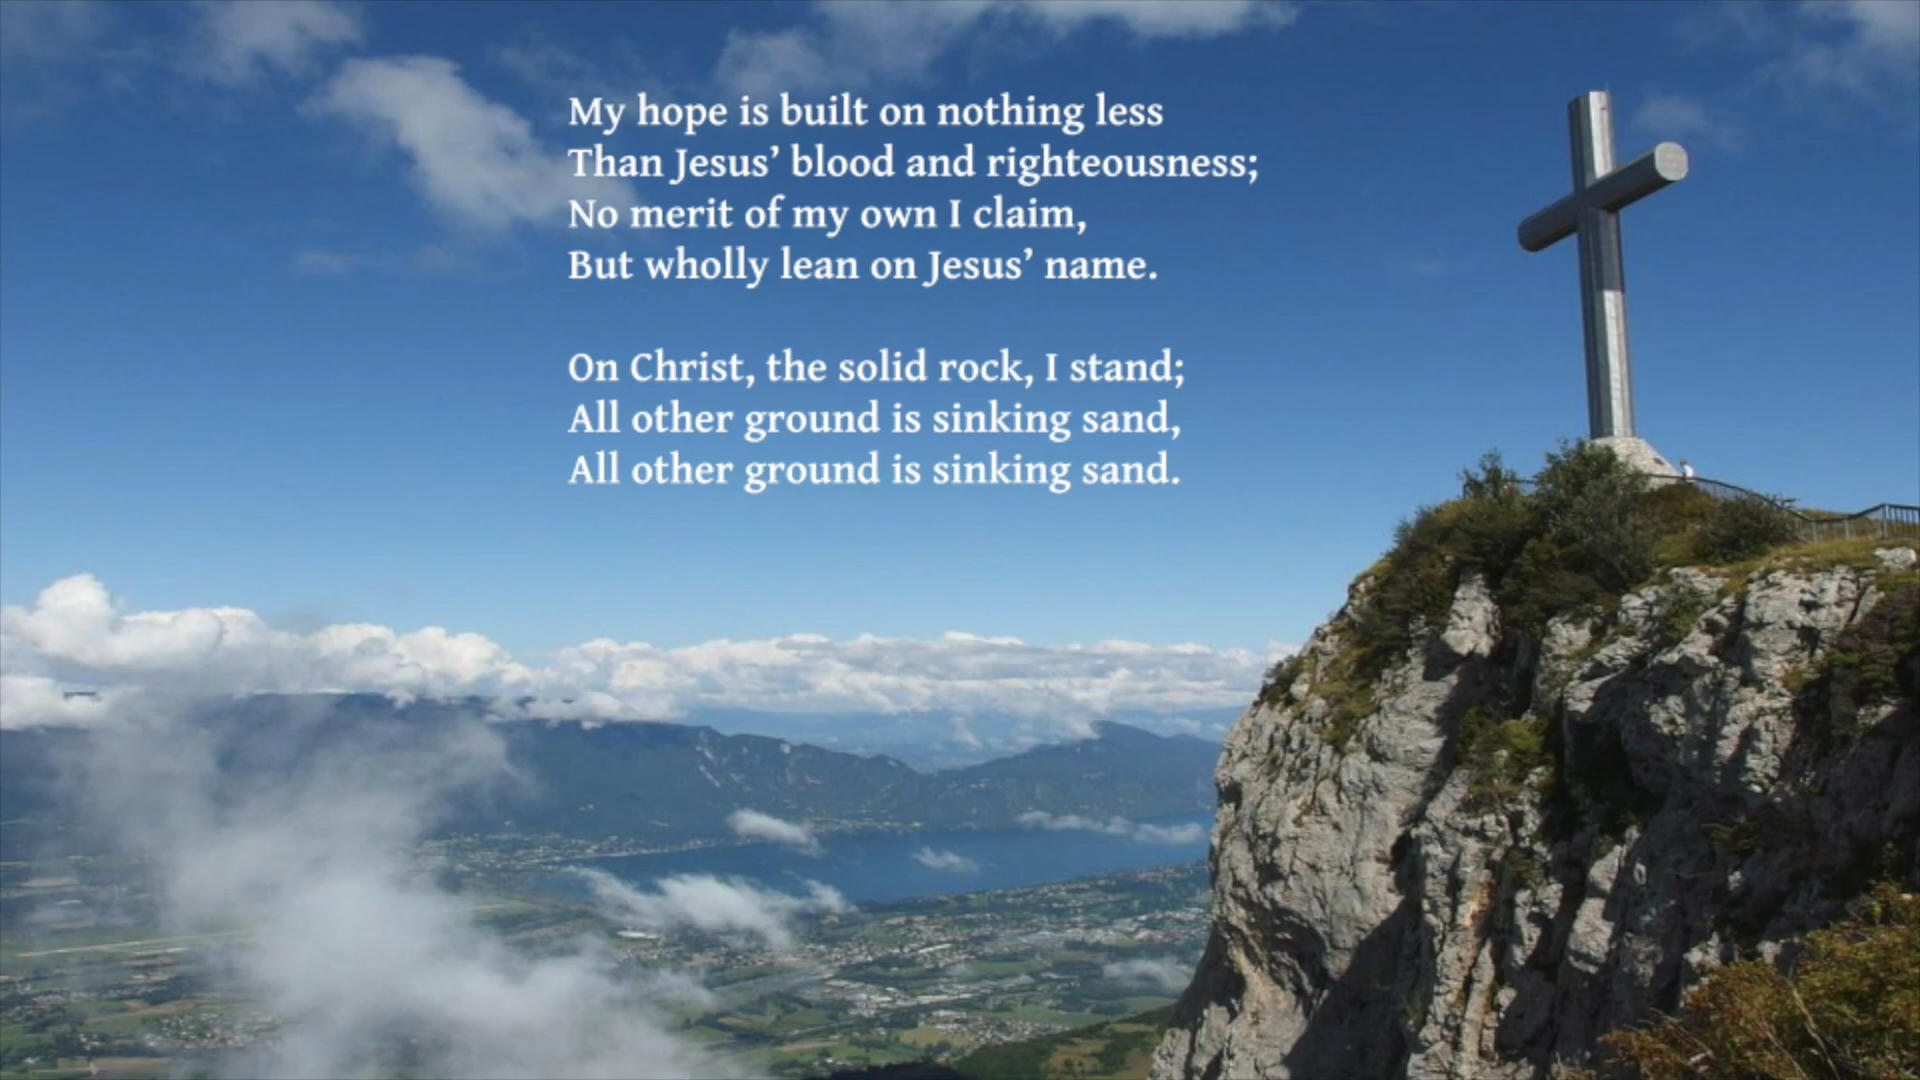 My hope is built on nothing less
Than Jesus’ blood and righteousness;
No merit of my own I claim,
But wholly lean on Jesus’ name.
On Christ, the solid rock, I stand;
All other ground is sinking sand,
All other ground is sinking sand.